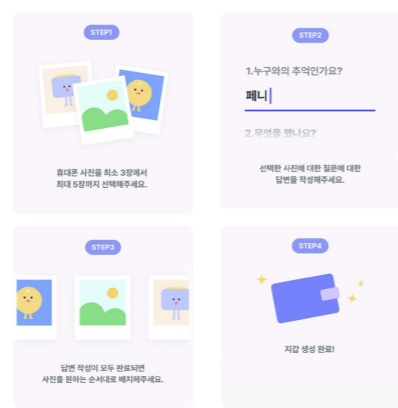 STEP1
휴대폰 사진을 최소 3장에서
최대 5장까지 선택해주세요.
STEP2
1.누구와의 추억인가요?
페니
2.무엇을 했나요?
선택한 사진에 대한 질문에 대한
답변을 작성해주세요.
STEP3
답변 작성이 모두 완료되면
사진을 원하는 순서대로 배치해주세요.
STEP4
지갑 생성 완료!